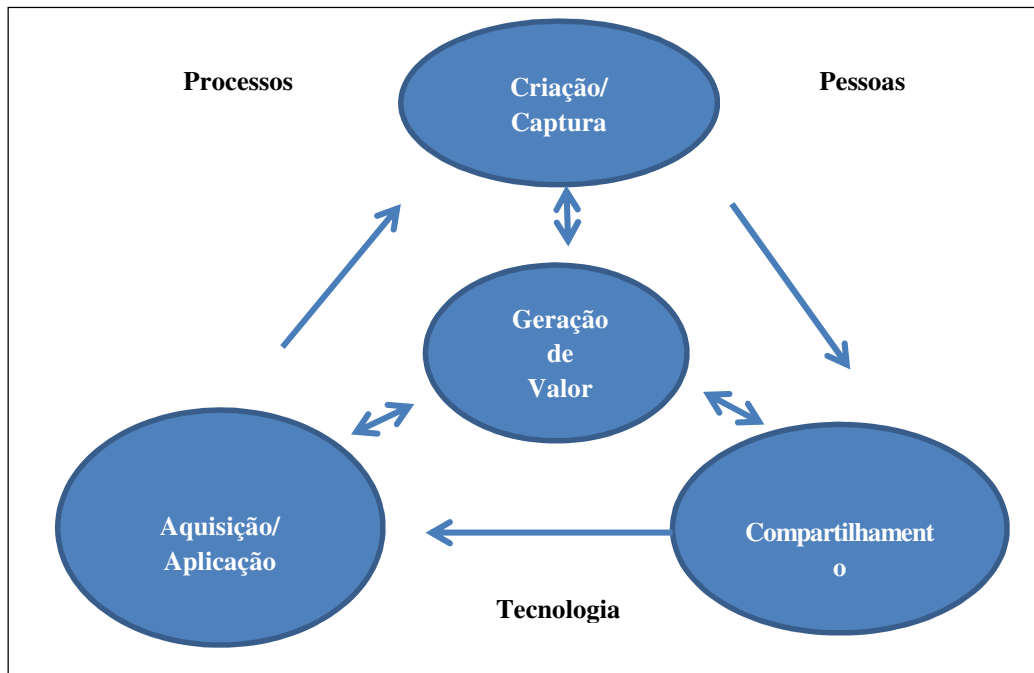 Processos
Criação/
Captura
Pessoas
Geração
de
Valor
Aquisição/
Aplicação
Compartilhament
o
Tecnologia